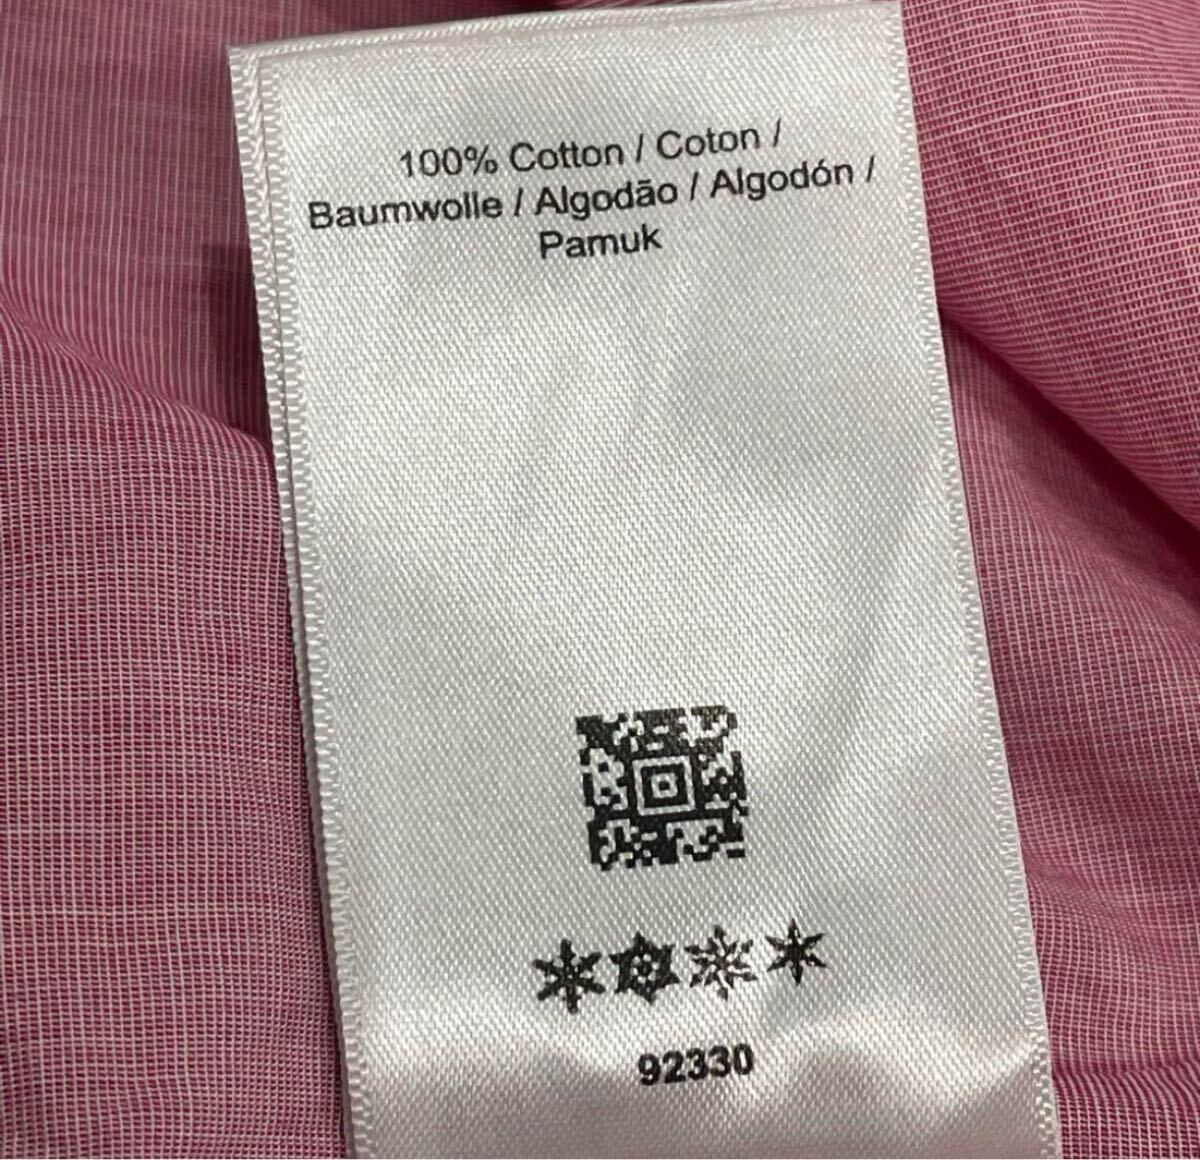 100% Cotton / Coton /
Baumwolle / Algodão / Algodón /
Pamuk
92330